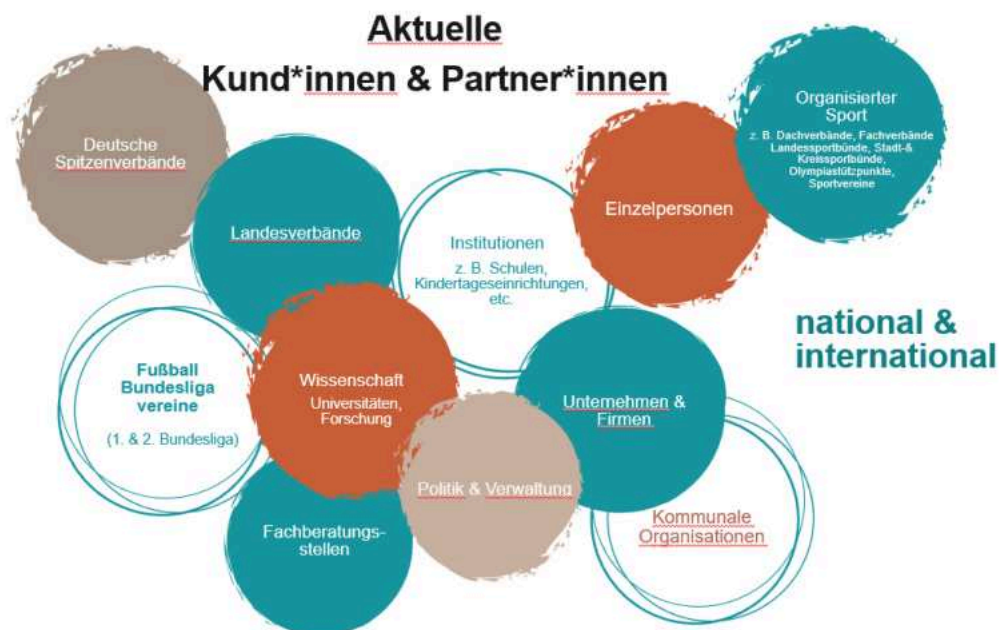 Aktuelle
Kund*innen & Partner*innen
Deutsche
Spitzenverbände
Landesverbände
Institutionen
z. B. Schulen,
Kindertageseinrichtungen,
etc.
Einzelpersonen
Organisierter
Sport
z. B. Dachverbände, Fachverbände
Landessportbünde, Stadt-&
Kreissportbünde,
Olympiastützpunkte,
Sportvereine
Fußball
Bundesliga
vereine
(1. & 2. Bundesliga)
Wissenschaft
Universitäten,
Forschung
Unternehmen &
Firmen
national &
international
Fachberatungs-
stellen
Politik & Verwaltung
Kommunale
Organisationen